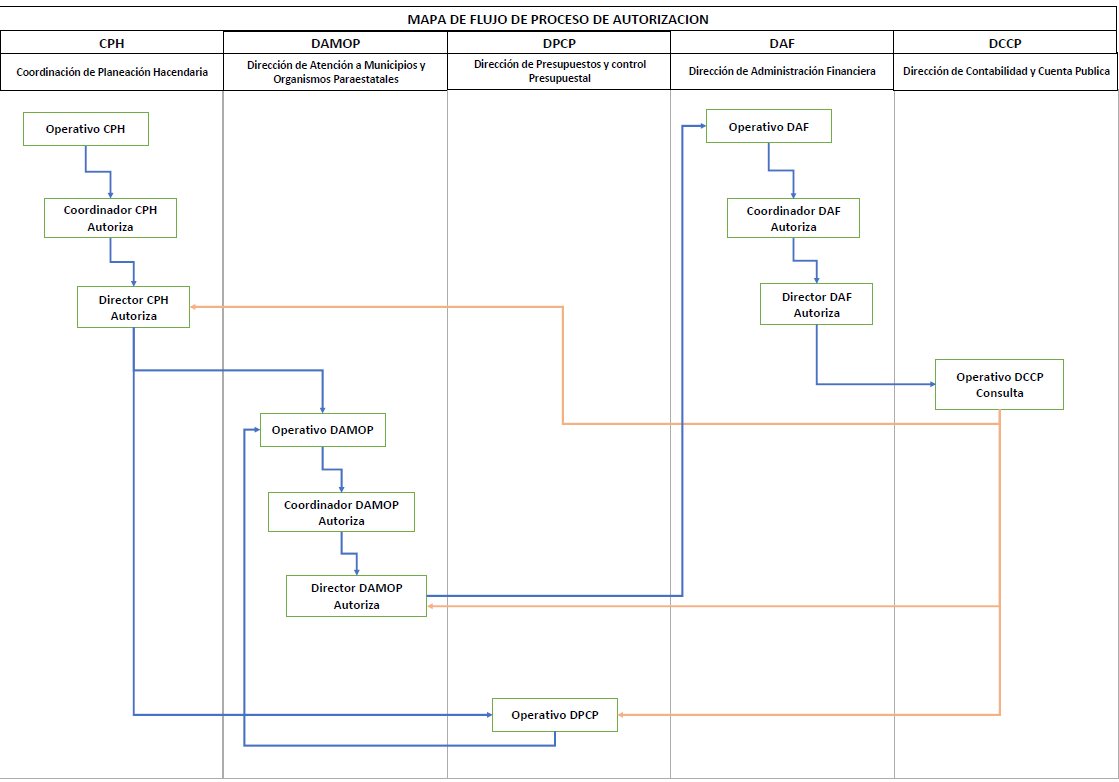 MAPA DE FLUJO DE PROCESO DE AUTORIZACION
CPH
DAMOP
DPCP
DAF
DCCP
Coordinación de Planeación Hacendaria
Dirección de Atención a Municipios y
Organismos Paraestatales
Dirección de Presupuestos y control
Presupuestal
Dirección de Administración Financiera
Dirección de Contabilidad y Cuenta Publica
Operativo CPH
Coordinador CPH
Autoriza
Director CPH
Autoriza
Operativo DAMOP
Coordinador DAMOP
Autoriza
Director DAMOP
Autoriza
Operativo DPCP
Operativo DAF
Coordinador DAF
Autoriza
Director DAF
Autoriza
Operativo DCCP
Consulta